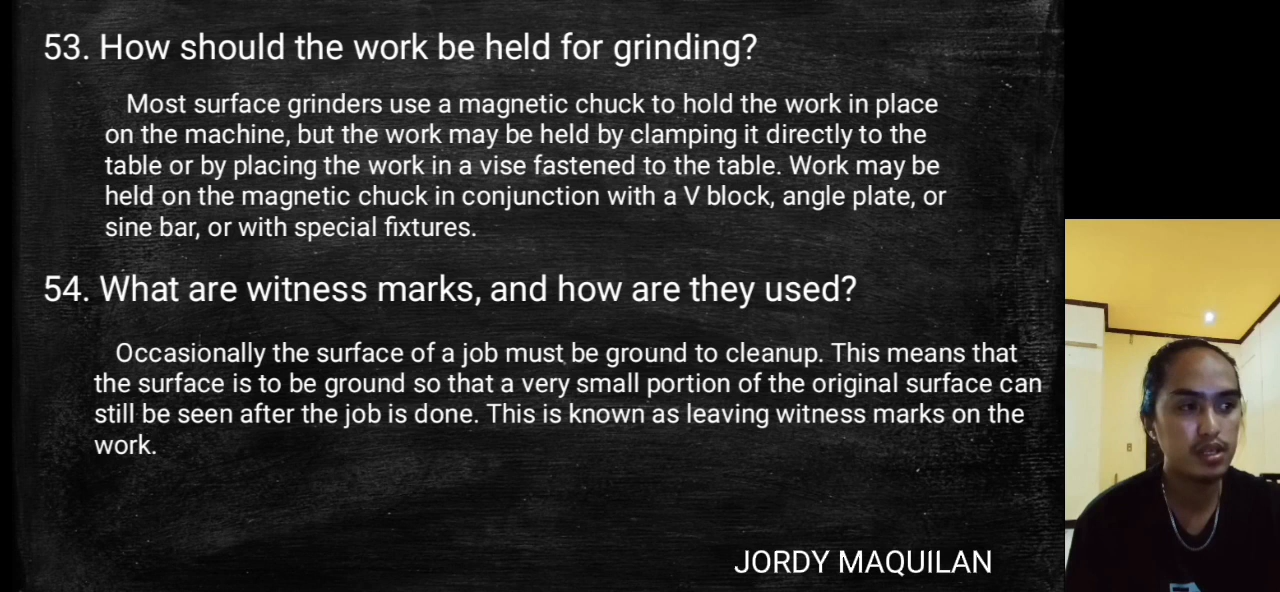 53. How should the work be held for grinding?
Most surface grinders use a magnetic chuck to hold the work in place
on the machine, but the work may be held by clamping it directly to the
table or by placing the work in a vise fastened to the table. Work may be
held on the magnetic chuck in conjunction with a V block, angle plate, or
sine bar, or with special fixtures.
54. What are witness marks, and how are they used?
Occasionally the surface of a job must be ground to cleanup. This means that
the surface is to be ground so that a very small portion of the original surface can
still be seen after the job is done. This is known as leaving witness marks on the
work.
JORDY MAQUILAN